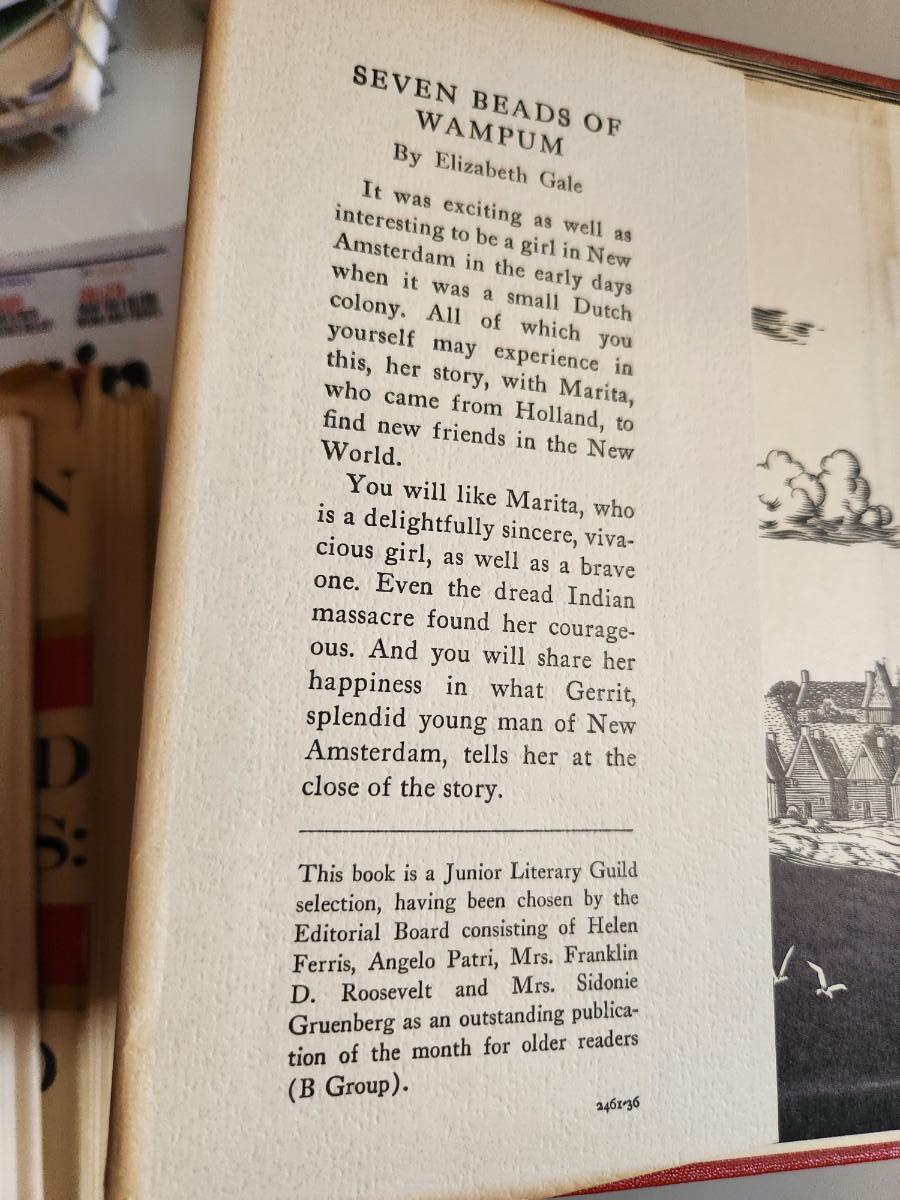 SEVEN BEADS OF
WAMPUM
By Elizabeth Gale
It was exciting as well as
interesting to be a girl in New
Amsterdam in the early days
when it was a small Dutch
colony. All of which you
yourself may experience in
this, her story, with Marita,
who came from Holland, to
find new friends in the New
World.
You will like Marita, who
is a delightfully sincere, viva-
cious girl, as well as a brave
one. Even the dread Indian
massacre found her courage-
ous. And you will share her
happiness in what Gerrit,
splendid young man of New
Amsterdam, tells her at the
close of the story.
This book is a Junior Literary Guild
selection, having been chosen by the
Editorial Board consisting of Helen
Ferris, Angelo Patri, Mrs. Franklin
D. Roosevelt and Mrs. Sidonie
Gruenberg as an outstanding publica-
tion of the month for older readers
(B Group).
2461-36
D
S: